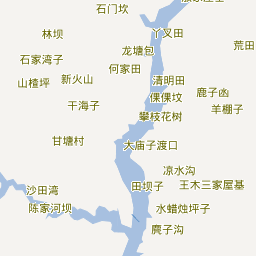 石门坎
丫叉田
林坝
荒田
龙塘包
石家湾子
何家田
新火山
清明田
山楂坪
鹿子函
倮倮坟
干海子
羊棚子
攀枝花树
甘塘村
大庙子渡口
凉水沟
沙田湾
田坝子
王木三家屋基
陈家河坝
水蜡烛坪子
麂子沟